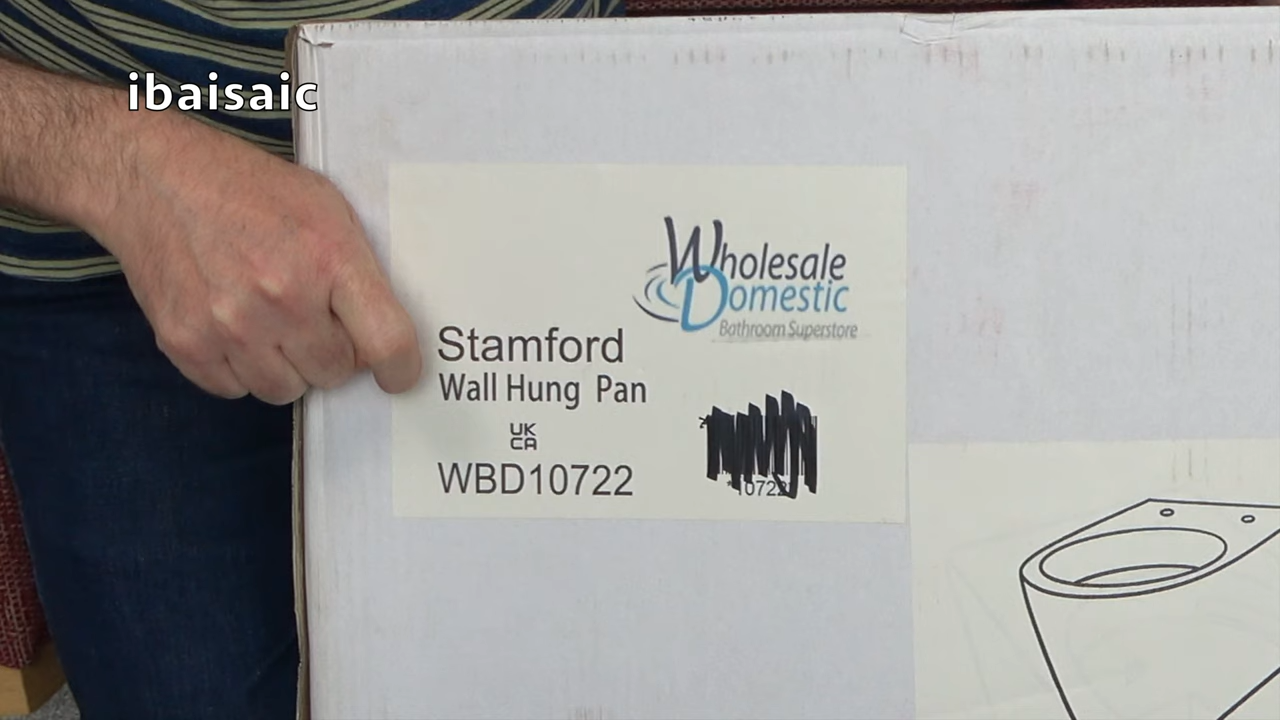 ibaisaic
Wholesale
Domestic
Bathroom Superstore
Stamford
Wall Hung Pan
UK
CA
WBD10722
10722